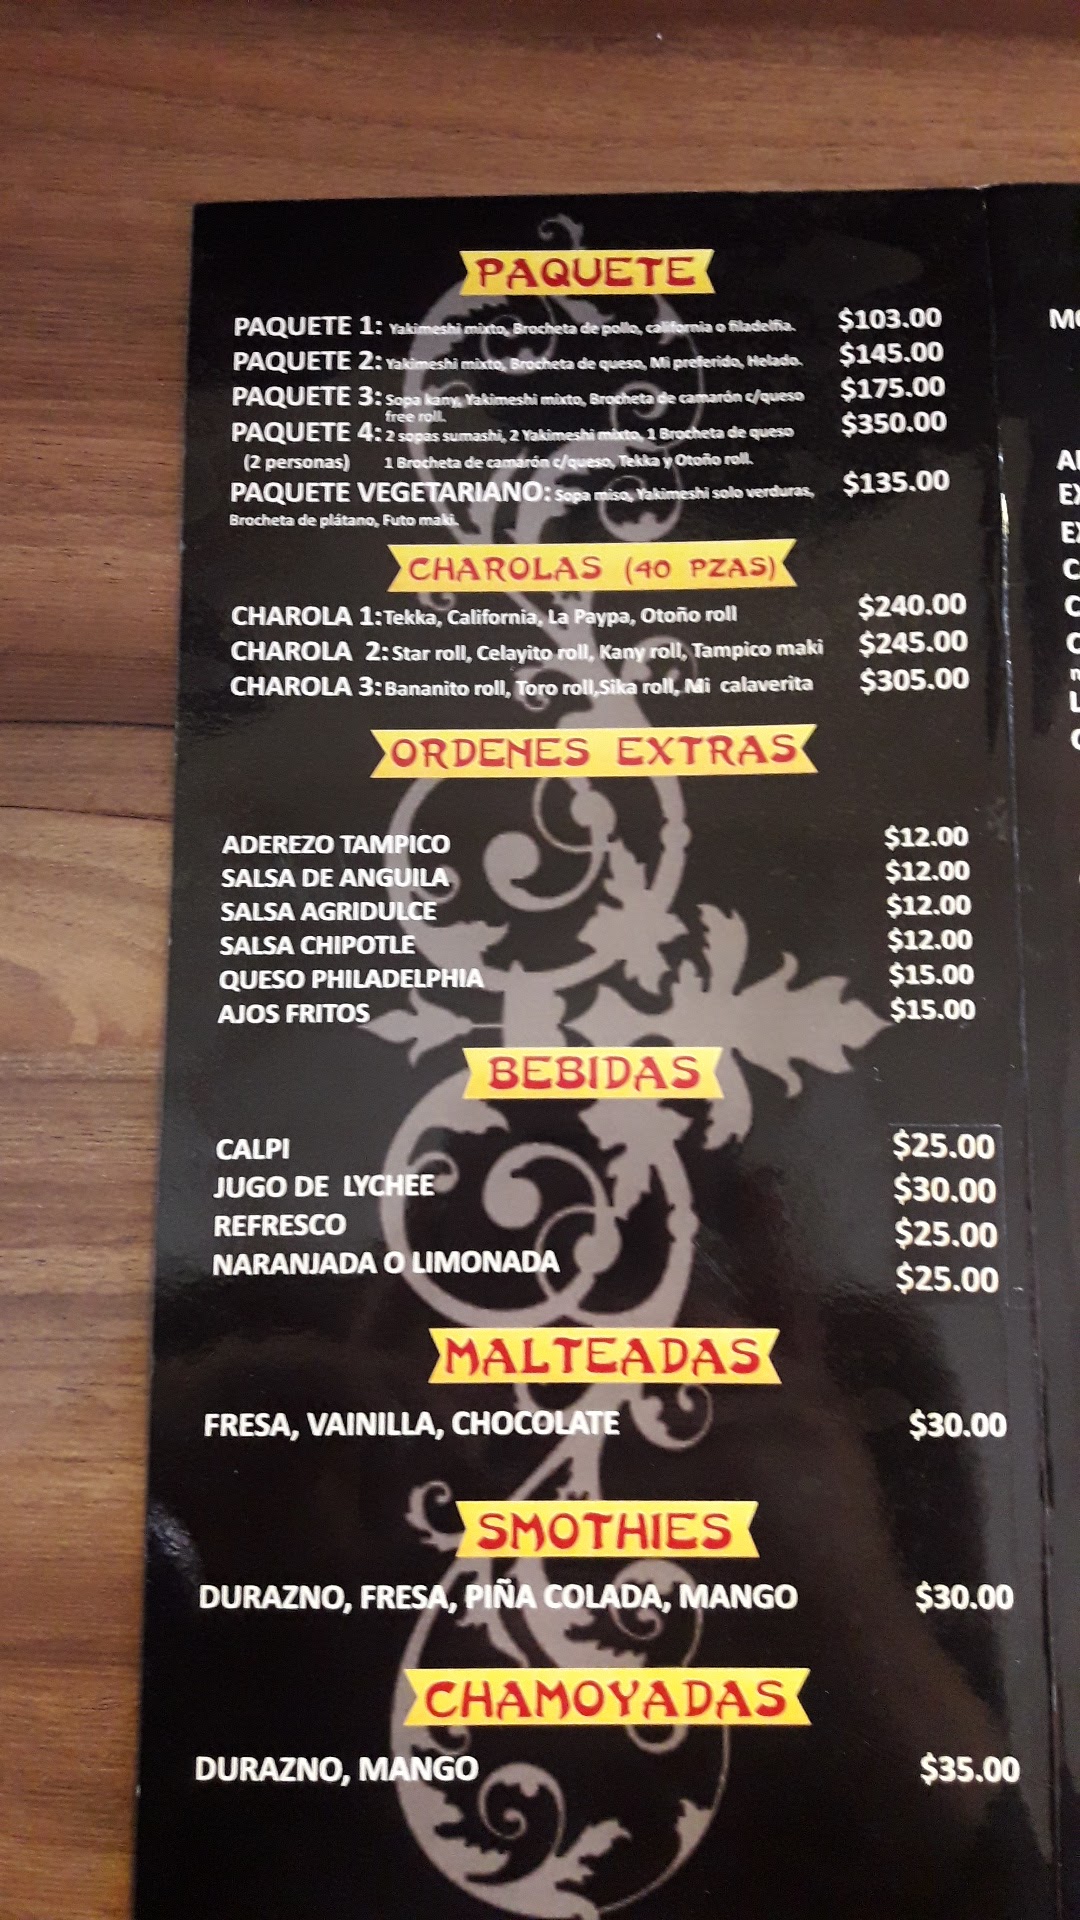 PAQUETE
PAQUETE 1: Yakimeshi mixto, Brocheta de pollo, california o filadelfia. $103.00
PAQUETE 2: Yakimeshi mixto, Brocheta de queso, Mi preferido, Helado. $145.00
PAQUETE 3: Sopa kany, Yakimeshi mixto, Brocheta de camarón c/queso $175.00
free roll.
PAQUETE 4: 2 sopas sumashi, 2 Yakimeshi mixto, 1 Brocheta de queso $350.00
(2 personas) 1 Brocheta de camarón c/queso, Tekka y Otoño roll.
PAQUETE VEGETARIANO: Sopa miso, Yakimeshi solo verduras, $135.00
Brocheta de plátano, Futo maki.
CHAROLAS (40 PZAS)
CHAROLA 1: Tekka, California, La Paypa, Otoño roll $240.00
CHAROLA 2: Star roll, Celayito roll, Kany roll, Tampico maki $245.00
CHAROLA 3: Bananito roll, Toro roll,Sika roll, Mi calaverita $305.00
ORDENES EXTRAS
ADEREZO TAMPICO $12.00
SALSA DE ANGUILA $12.00
SALSA AGRIDULCE $12.00
SALSA CHIPOTLE $12.00
QUESO PHILADELPHIA $15.00
AJOS FRITOS $15.00
BEBIDAS
CALPI $25.00
JUGO DE LYCHEE $30.00
REFRESCO $25.00
NARANJADA O LIMONADA $25.00
MALTEADAS
FRESA, VAINILLA, CHOCOLATE $30.00
SMOTHIES
DURAZNO, FRESA, PIÑA COLADA, MANGO $30.00
CHAMOYADAS
DURAZNO, MANGO $35.00